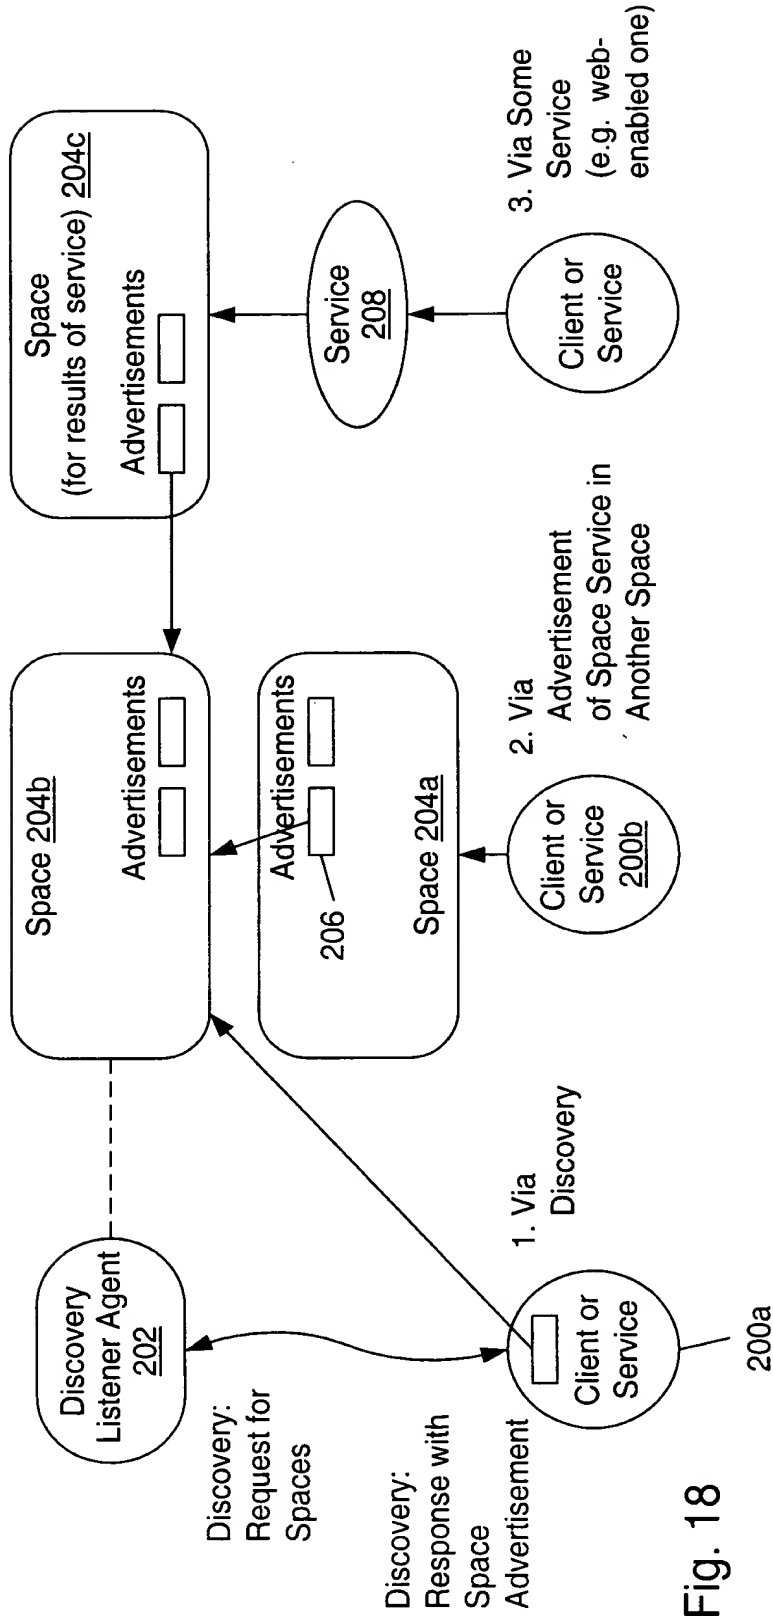 Discovery
Listener Agent
202
Discovery:
Request for
Spaces
Discovery:
Response with
Space
Advertisement
Client or
Service
200a
1. Via
Discovery
Space 204b
Advertisements
Advertisements
206
Space 204a
Client or
Service
200b
2. Via
Advertisement
of Space Service in
Another Space
Space
(for results of service) 204c
Advertisements
Service
208
Client or
Service
3. Via Some
Service
(e.g. web-
enabled one)
Fig. 18